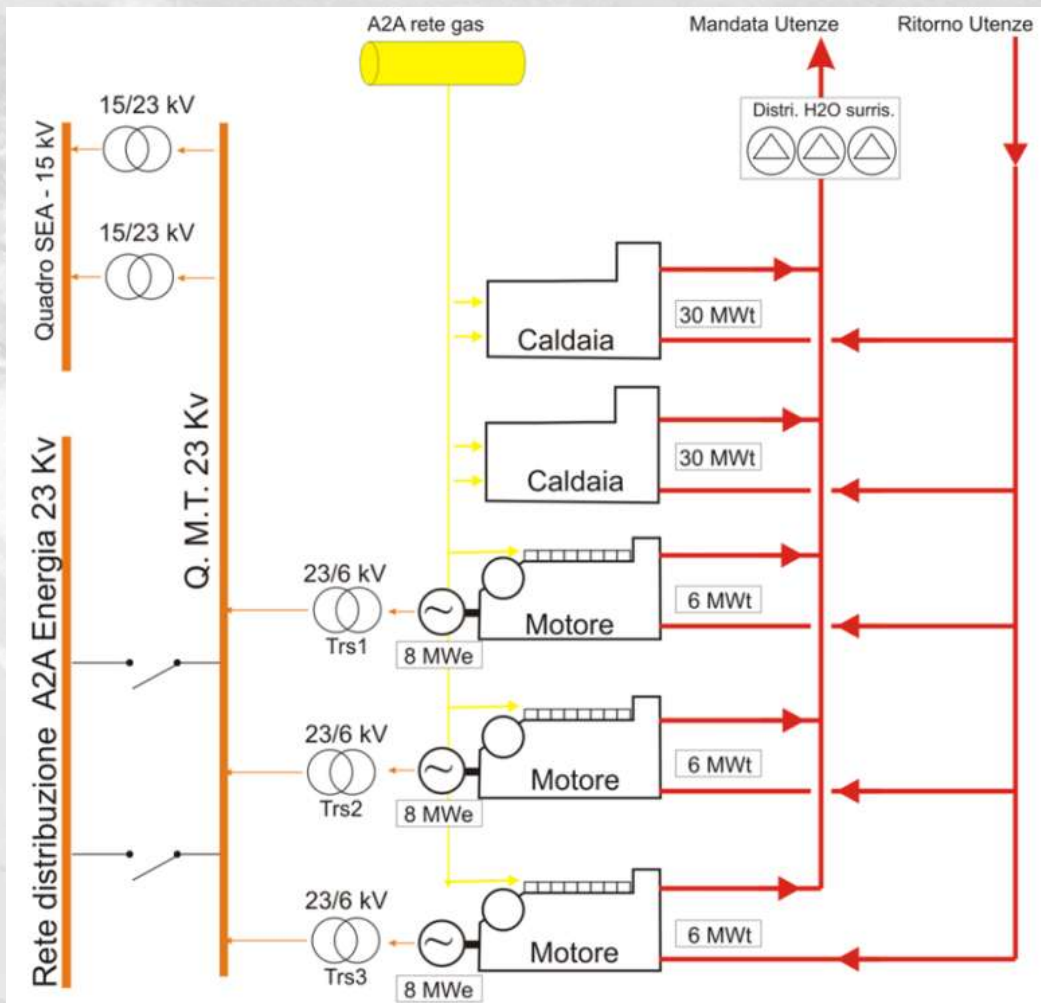 A2A rete gas
Mandata Utenze
Ritorno Utenze
Distri. H2O surris.
15/23 kV
15/23 kV
Quadro SEA - 15 kV
Q. M.T. 23 Kv
Rete distribuzione A2A Energia 23 Kv
Caldaia
30 MWt
Caldaia
30 MWt
23/6 kV
Trs1
8 MWe
Motore
6 MWt
23/6 kV
Trs2
8 MWe
Motore
6 MWt
23/6 kV
Trs3
8 MWe
Motore
6 MWt